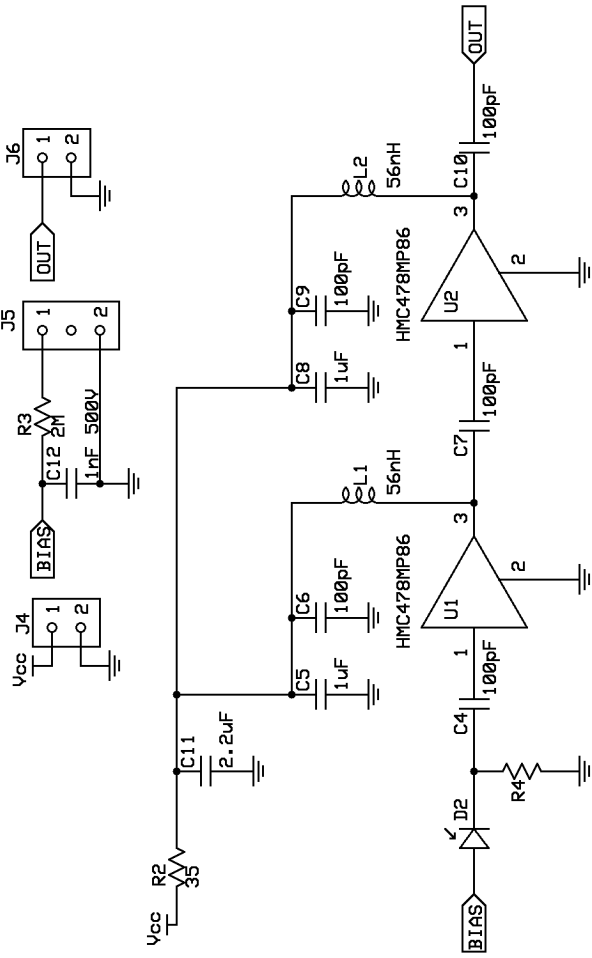 Vcc
R2
35
C11
2.2uF
C5
1uF
C6
100pF
L1
56nH
C8
1uF
C9
100pF
L2
56nH
BIAS
D2
R4
C4
100pF
1
U1
HMC478MP86
3
2
C7
100pF
1
U2
HMC478MP86
3
2
C10
100pF
OUT
Vcc
J4
1
2
BIAS
C12
1nF 500V
R3
2M
J5
1
2
OUT
J6
1
2